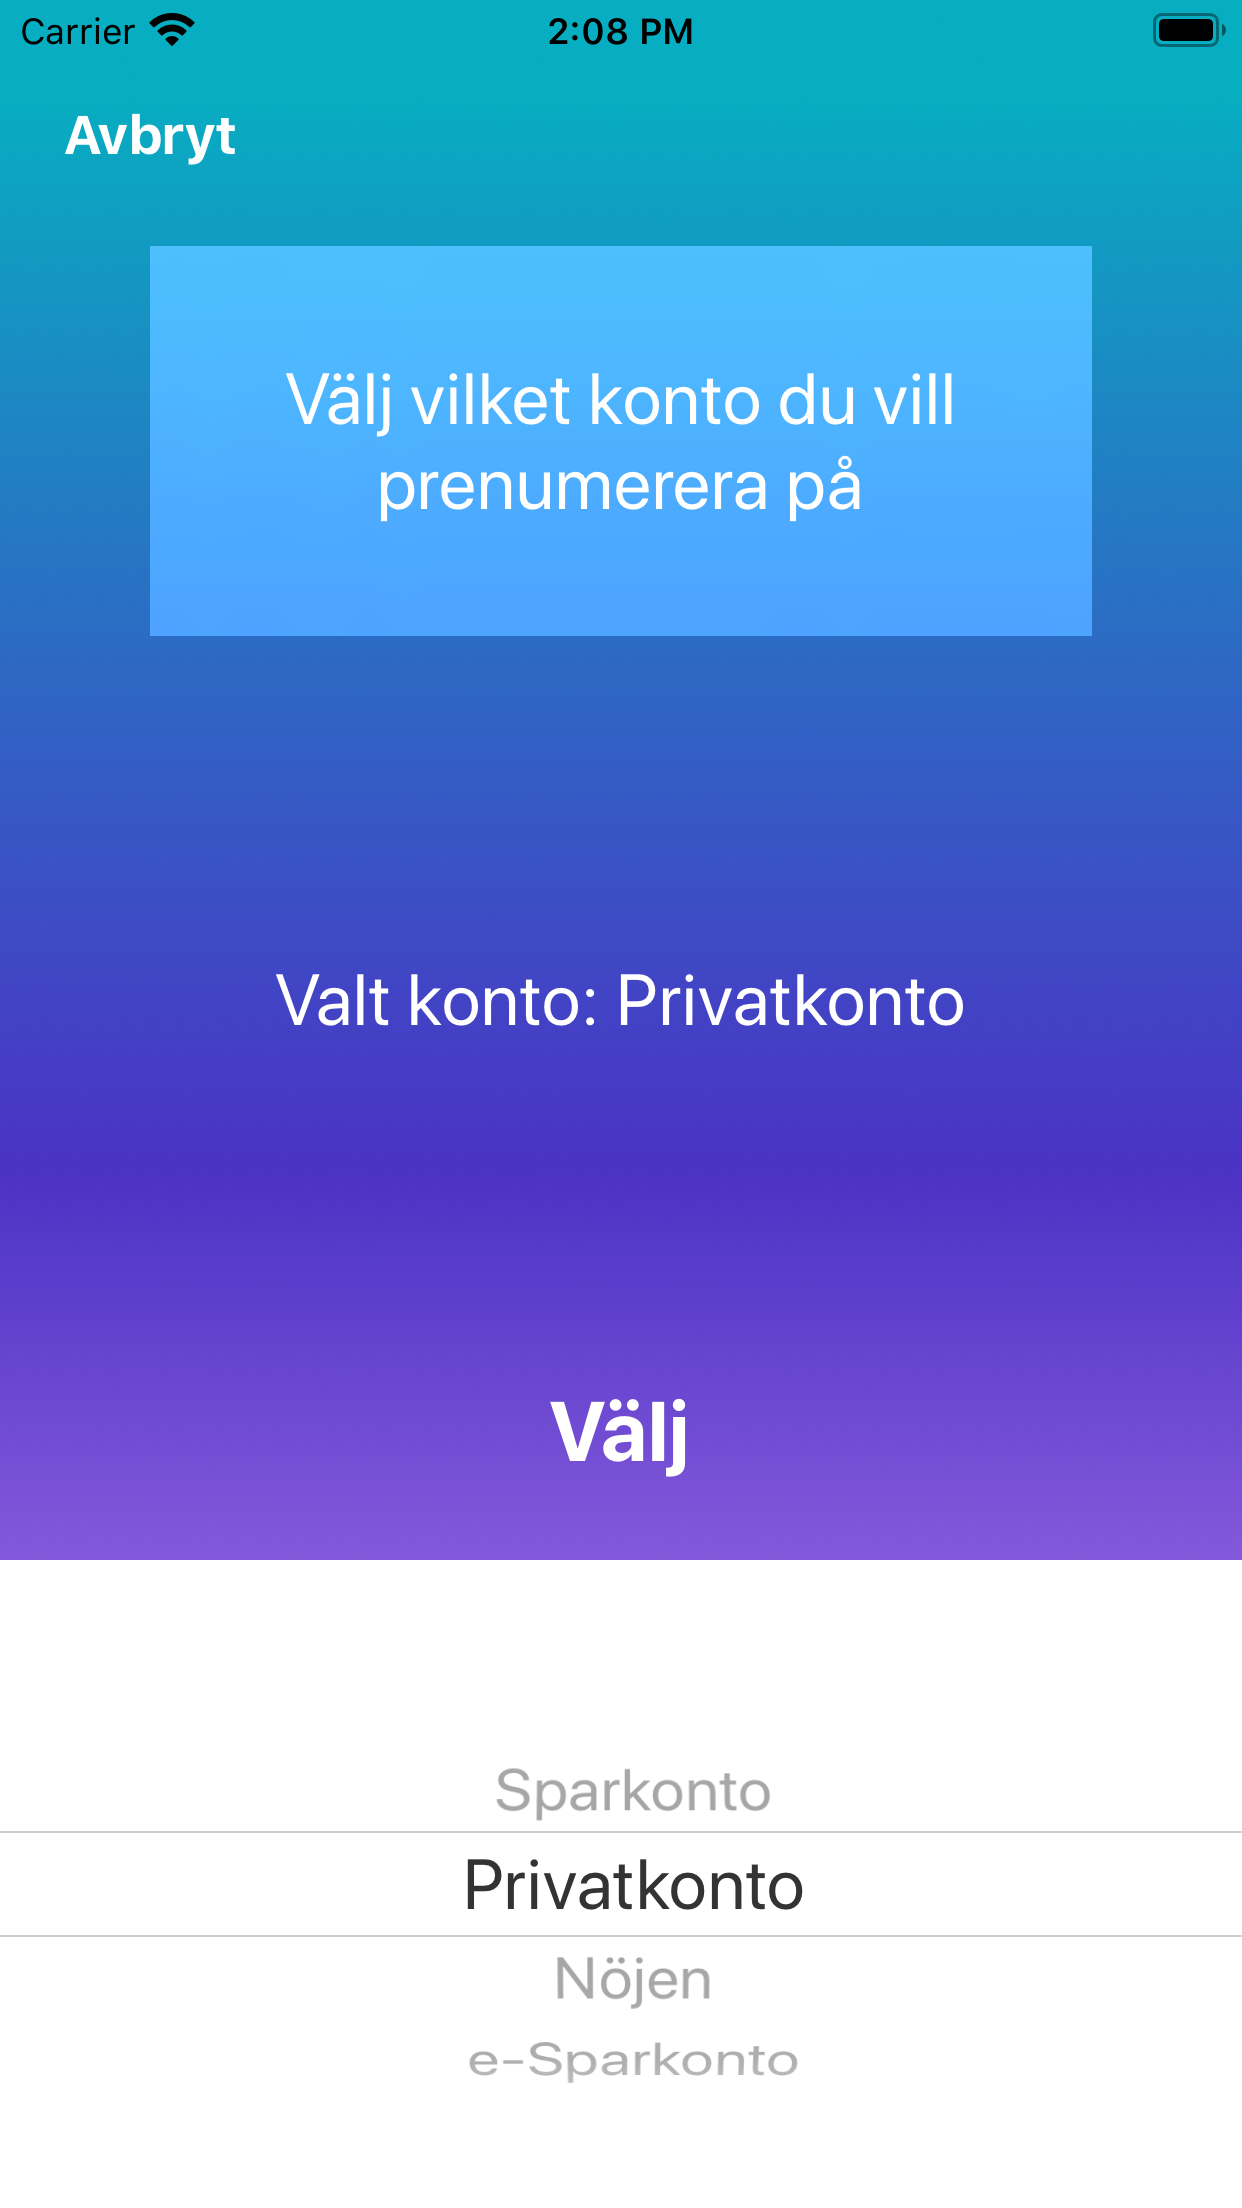 Carrier 2:08 PM
Avbryt
Välj vilket konto du vill
prenumerera på
Valt konto: Privatkonto
Välj
Sparkonto
Privatkonto
Nöjen
e-Sparkonto